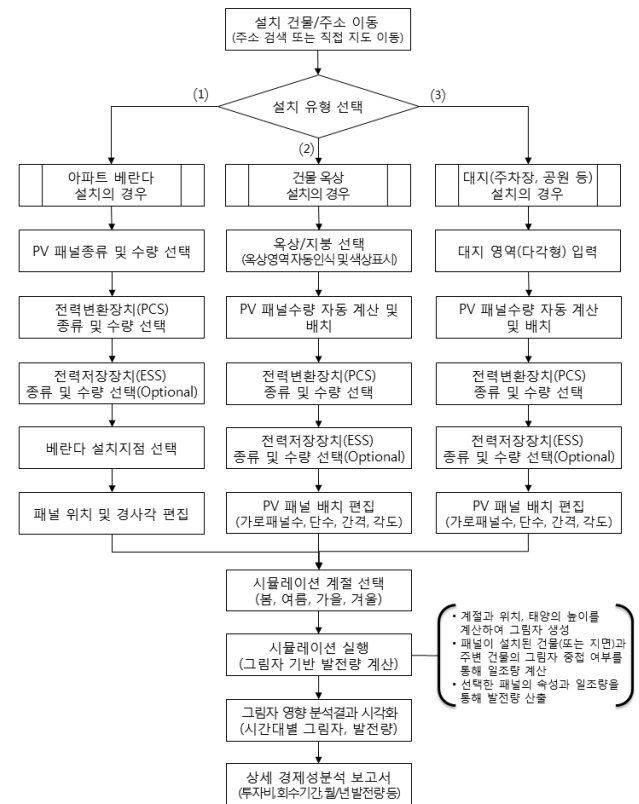 설치 건물/주소 이동
(주소 검색 또는 직접 지도 이동)
설치 유형 선택
(1)
(2)
(3)
아파트 베란다
설치의 경우
PV 패널종류 및 수량 선택
전력변환장치(PCS)
종류 및 수량 선택
전력저장장치(ESS)
종류 및 수량 선택(Optional)
베란다 설치지점 선택
패널 위치 및 경사각 편집
건물 옥상
설치의 경우
옥상/지붕 선택
(옥상영역 자동인식 및 색상표시)
PV 패널수량 자동 계산 및
배치
전력변환장치(PCS)
종류 및 수량 선택
전력저장장치(ESS)
종류 및 수량 선택(Optional)
PV 패널 배치 편집
(가로패널수, 단수, 간격, 각도)
대지(주차장, 공원 등)
설치의 경우
대지 영역(다각형) 입력
PV 패널수량 자동 계산
및 배치
전력변환장치(PCS)
종류 및 수량 선택
전력저장장치(ESS)
종류 및 수량 선택(Optional)
PV 패널 배치 편집
(가로패널수, 단수, 간격, 각도)
시뮬레이션 계절 선택
(봄, 여름, 가을, 겨울)
시뮬레이션 실행
(그림자 기반 발전량 계산)
• 계절과 위치, 태양의 높이를
계산하여 그림자 생성
• 패널이 설치된 건물(또는 지면)과
주변 건물의 그림자 중첩 여부를
통해 일조량 계산
• 선택한 패널의 속성과 일조량을
통해 발전량 산출
그림자 영향 분석결과 시각화
(시간대별 그림자, 발전량)
상세 경제성분석 보고서
(투자비, 회수기간, 월/년 발전량 등)